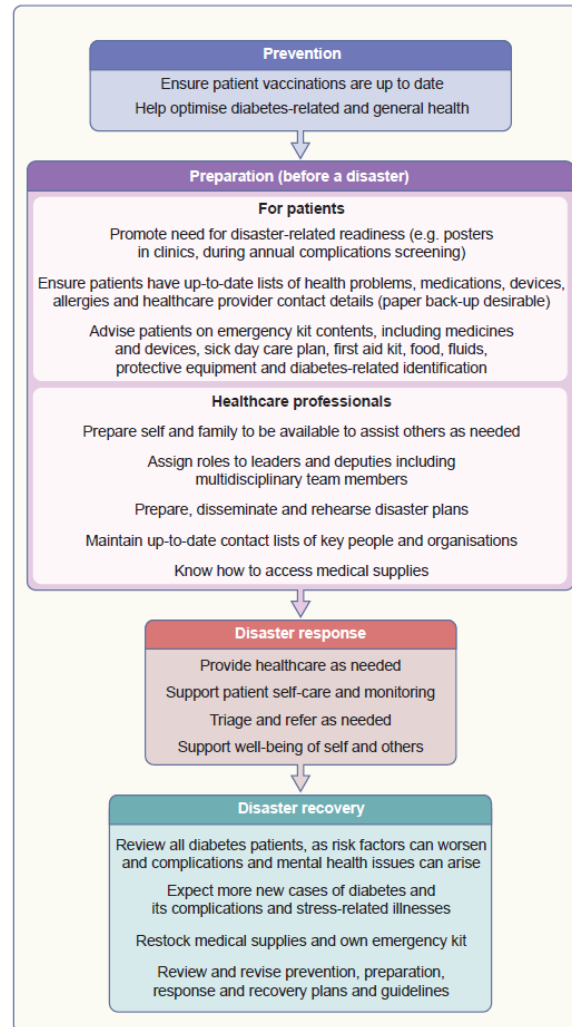 Prevention
Ensure patient vaccinations are up to date
Help optimise diabetes-related and general health
Preparation (before a disaster)
For patients
Promote need for disaster-related readiness (e.g. posters
in clinics, during annual complications screening)
Ensure patients have up-to-date lists of health problems, medications, devices,
allergies and healthcare provider contact details (paper back-up desirable)
Advise patients on emergency kit contents, including medicines
and devices, sick day care plan, first aid kit, food, fluids,
protective equipment and diabetes-related identification
Healthcare professionals
Prepare self and family to be available to assist others as needed
Assign roles to leaders and deputies including
multidisciplinary team members
Prepare, disseminate and rehearse disaster plans
Maintain up-to-date contact lists of key people and organisations
Know how to access medical supplies
Disaster response
Provide healthcare as needed
Support patient self-care and monitoring
Triage and refer as needed
Support well-being of self and others
Disaster recovery
Review all diabetes patients, as risk factors can worsen
and complications and mental health issues can arise
Expect more new cases of diabetes and
its complications and stress-related illnesses
Restock medical supplies and own emergency kit
Review and revise prevention, preparation,
response and recovery plans and guidelines